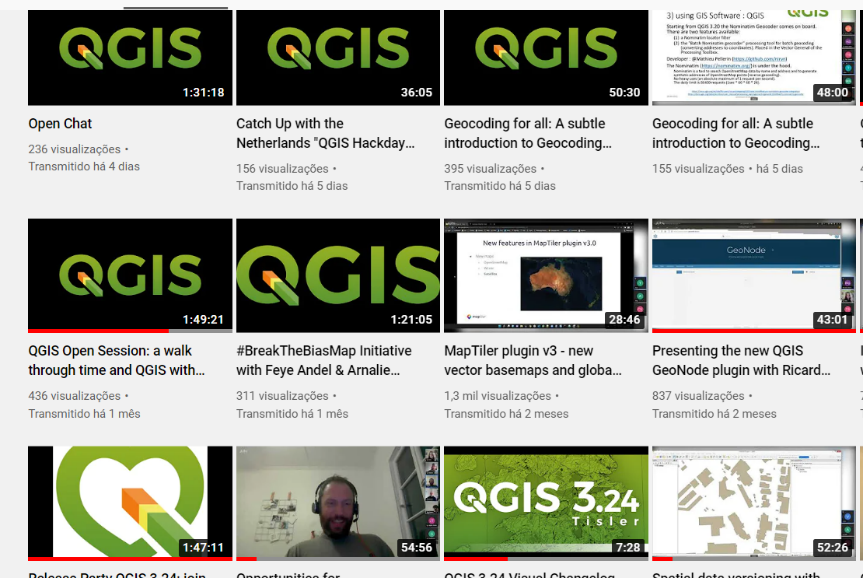 QGIS
1:31:18
QGIS
36:05
QGIS
50:30
3) using GIS Software : QGIS
QGIS
Starting from QGIS 3.20 the Nominatim Geocoder comes on board.
There are two features available:
48:00
Open Chat
236 visualizações •
Transmitido há 4 dias
Catch Up with the
Netherlands "QGIS Hackday...
156 visualizações •
Transmitido há 5 dias
Geocoding for all: A subtle
introduction to Geocoding...
395 visualizações •
Transmitido há 5 dias
Geocoding for all: A subtle
introduction to Geocoding...
155 visualizações • há 5 dias
QGIS
1:49:21
QGIS
1:21:05
New features in MapTiler plugin v3.0
28:46
GeoNode
43:01
QGIS Open Session: a walk
through time and QGIS with...
436 visualizações •
Transmitido há 1 mês
#BreakTheBiasMap Initiative
with Feye Andel & Arnalie...
311 visualizações •
Transmitido há 1 mês
MapTiler plugin v3 - new
vector basemaps and globa...
1,3 mil visualizações •
Transmitido há 2 meses
Presenting the new QGIS
GeoNode plugin with Ricard...
837 visualizações •
Transmitido há 2 meses
1:47:11
54:56
QGIS 3.24
Tisler
7:28
52:26
Release Party QGIS 3.24: join
Opportunities for
QGIS 3.24 Visual Changelog
Spatial data versioning with